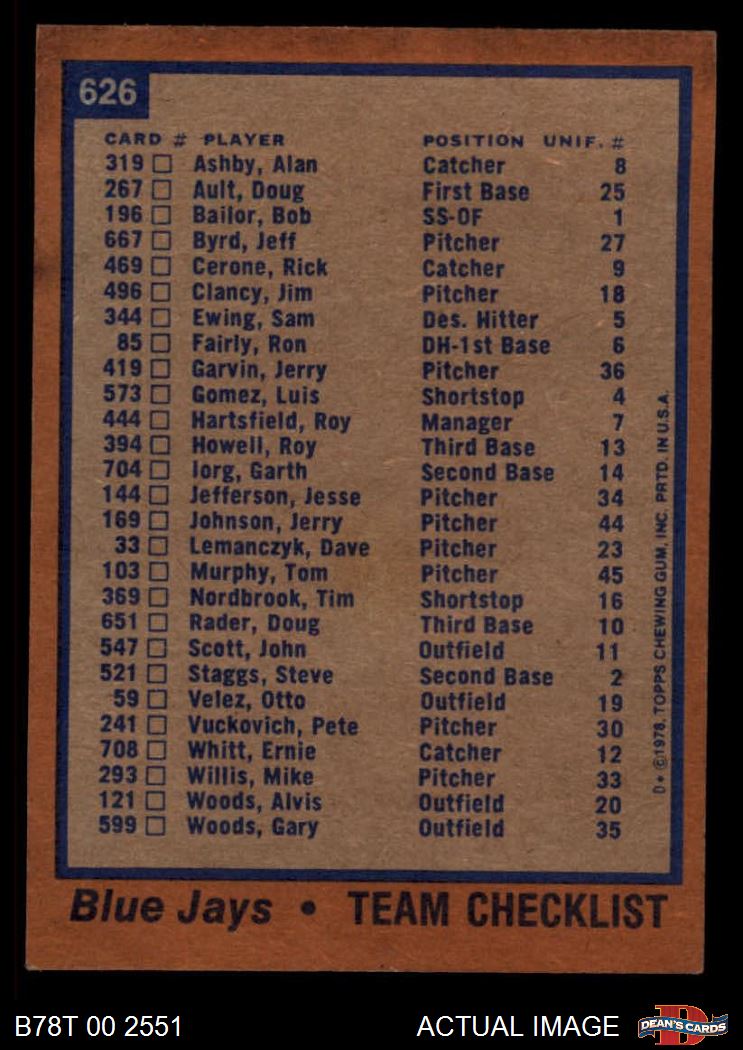 626
CARD # PLAYER POSITION UNIF. #
319 Ashby, Alan Catcher 8
267 Ault, Doug First Base 25
196 Bailor, Bob SS-OF 1
667 Byrd, Jeff Pitcher 27
469 Cerone, Rick Catcher 9
496 Clancy, Jim Pitcher 18
344 Ewing, Sam Des. Hitter 5
85 Fairly, Ron DH-1st Base 6
419 Garvin, Jerry Pitcher 36
573 Gomez, Luis Shortstop 4
444 Hartsfield, Roy Manager 7
394 Howell, Roy Third Base 13
704 Iorg, Garth Second Base 14
144 Jefferson, Jesse Pitcher 34
169 Johnson, Jerry Pitcher 44
33 Lemanczyk, Dave Pitcher 23
103 Murphy, Tom Pitcher 45
369 Nordbrook, Tim Shortstop 16
651 Rader, Doug Third Base 10
547 Scott, John Outfield 11
521 Staggs, Steve Second Base 2
59 Velez, Otto Outfield 19
241 Vuckovich, Pete Pitcher 30
708 Whitt, Ernie Catcher 12
293 Willis, Mike Pitcher 33
121 Woods, Alvis Outfield 20
599 Woods, Gary Outfield 35
D* ©1978. TOPPS CHEWING GUM, INC. PRTD. IN U.S.A.
Blue Jays • TEAM CHECKLIST
B78T 00 2551 ACTUAL IMAGE
D
DEAN'S CARDS